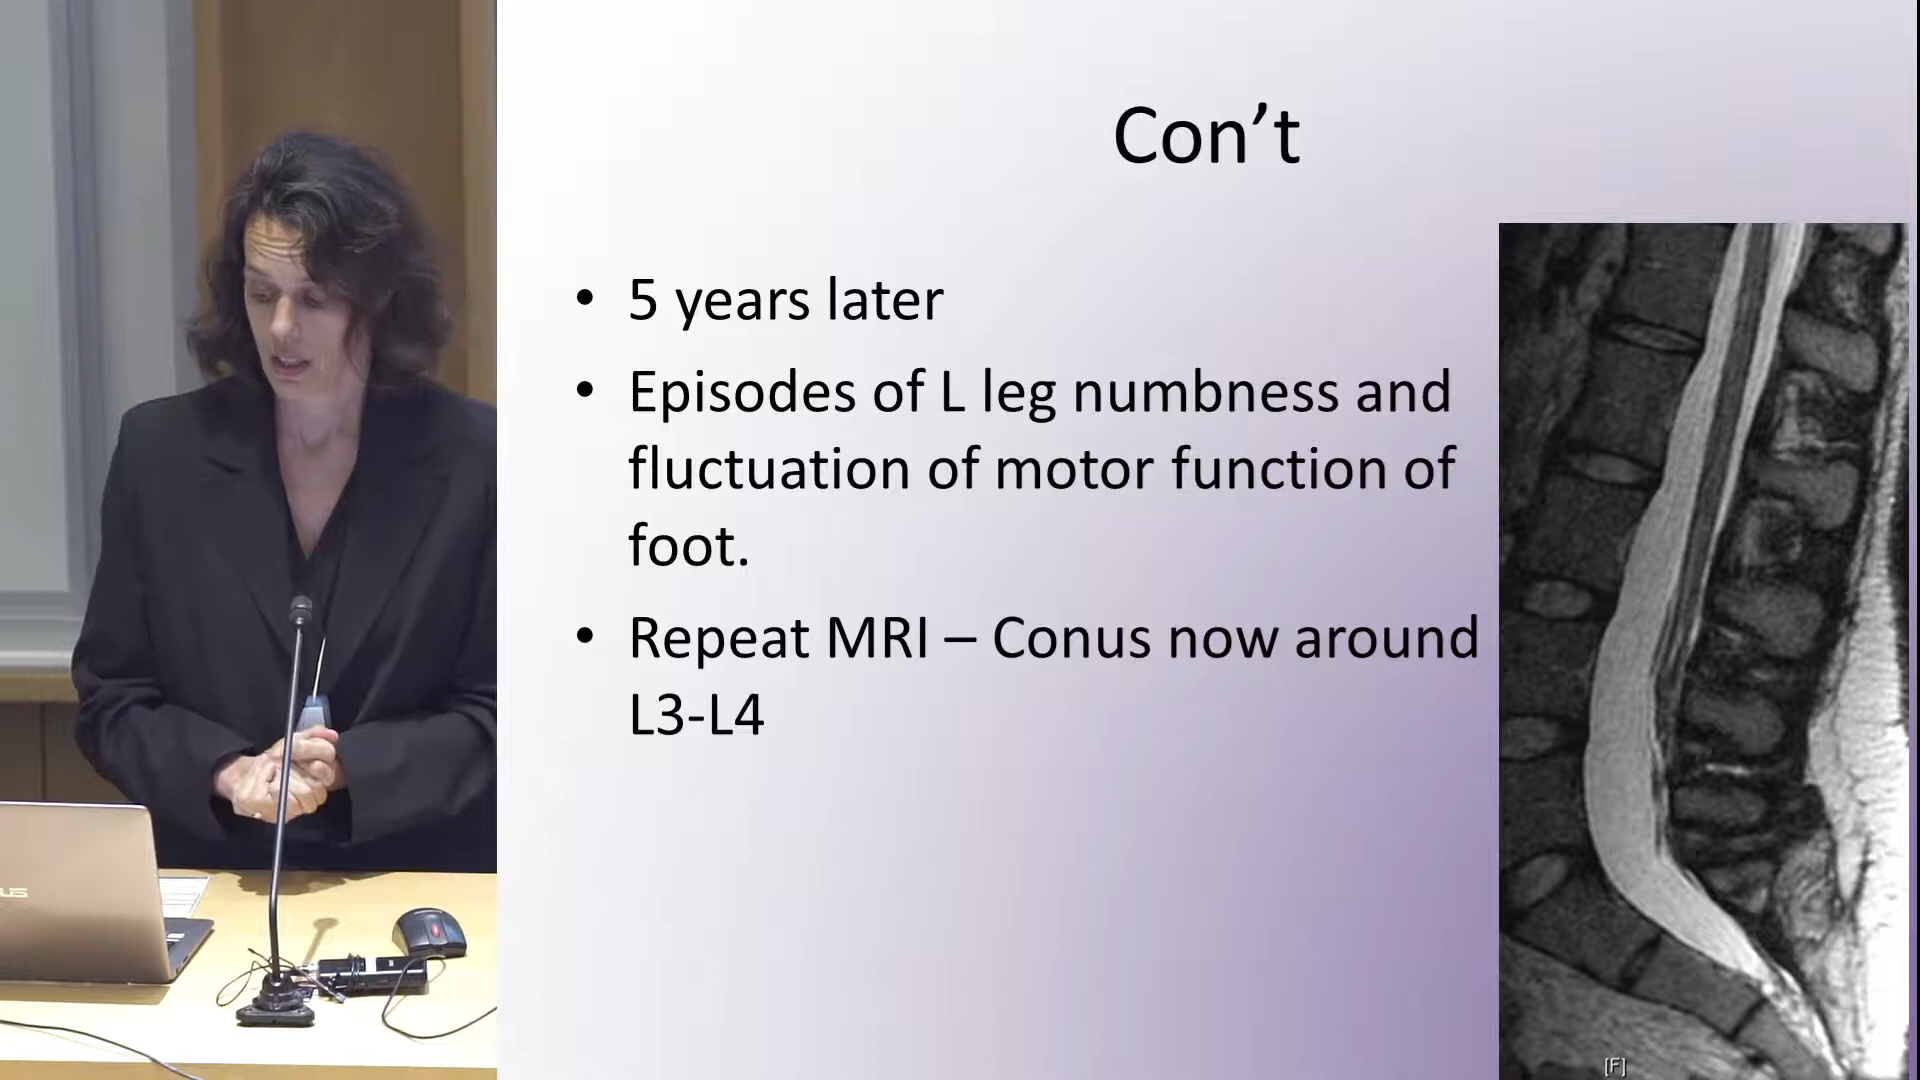 Con’t
• 5 years later
• Episodes of L leg numbness and
fluctuation of motor function of
foot.
• Repeat MRI – Conus now around
L3-L4
[F]